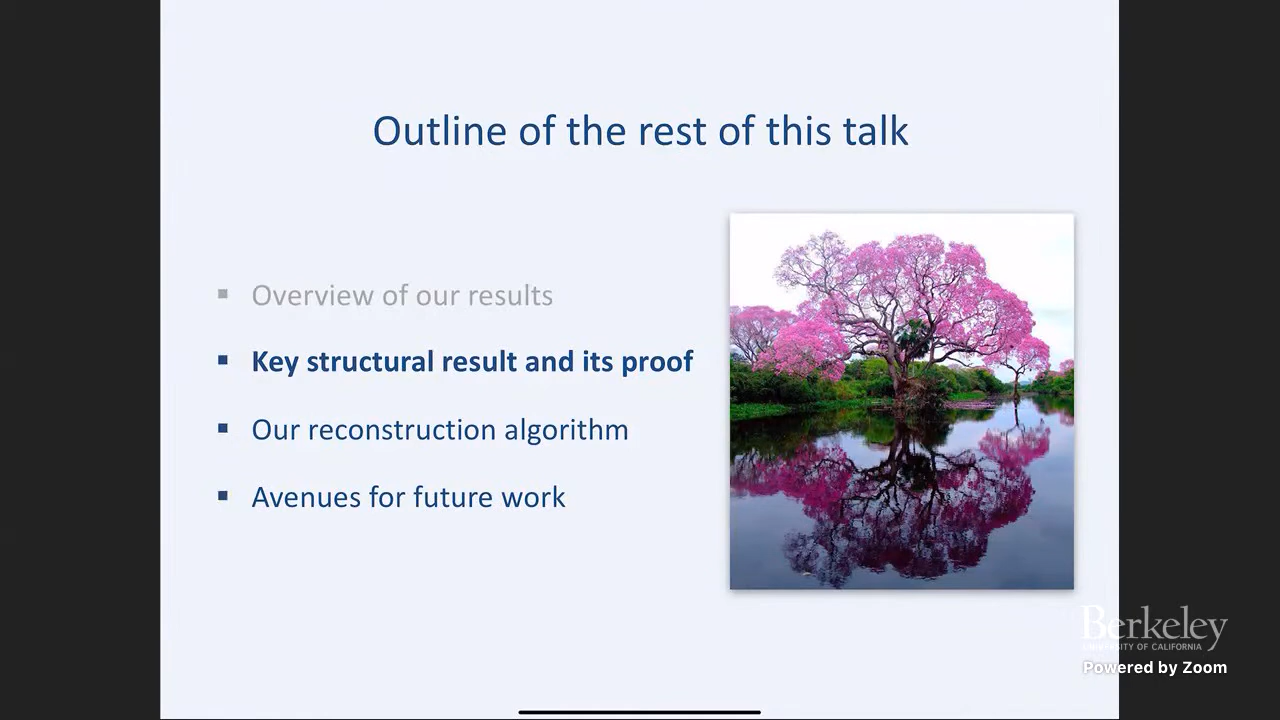 Outline of the rest of this talk
▪ Overview of our results
▪ Key structural result and its proof
▪ Our reconstruction algorithm
▪ Avenues for future work
Berkeley
UNIVERSITY OF CALIFORNIA
Powered by Zoom